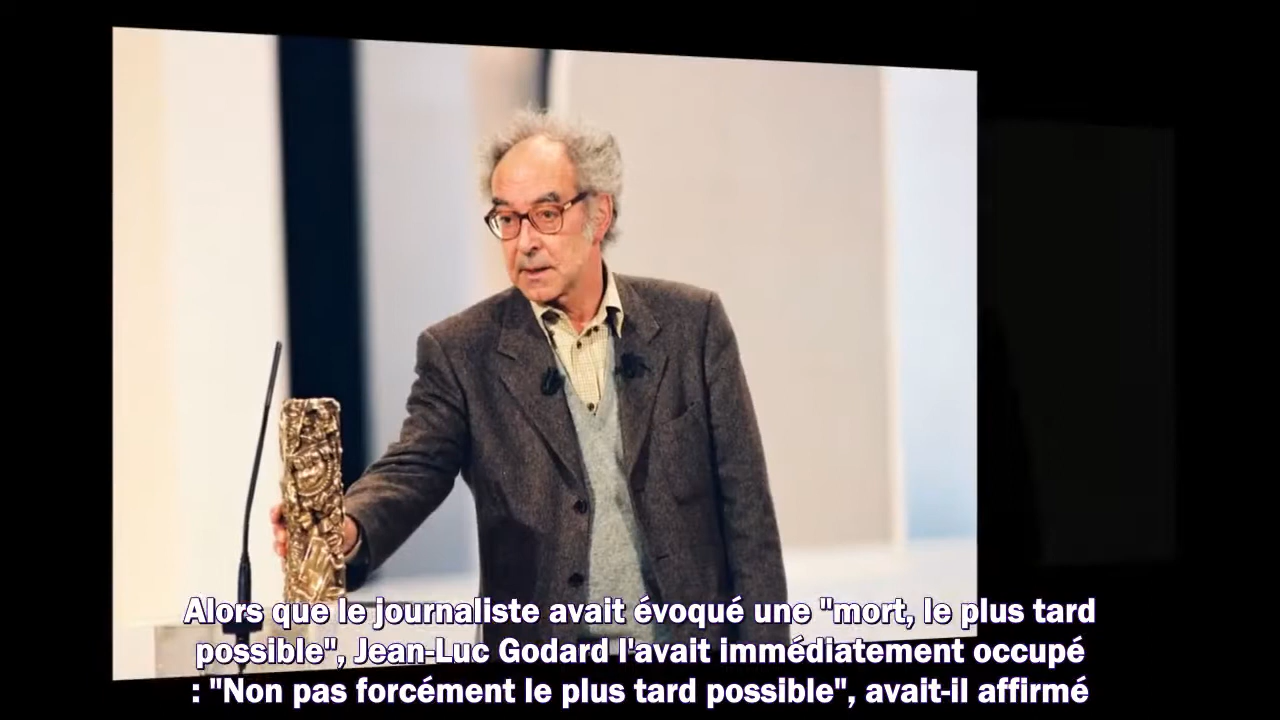 Alors que le journaliste avait évoqué une "mort, le plus tard
possible", Jean-Luc Godard l'avait immédiatement occupé
: "Non pas forcément le plus tard possible", avait-il affirmé